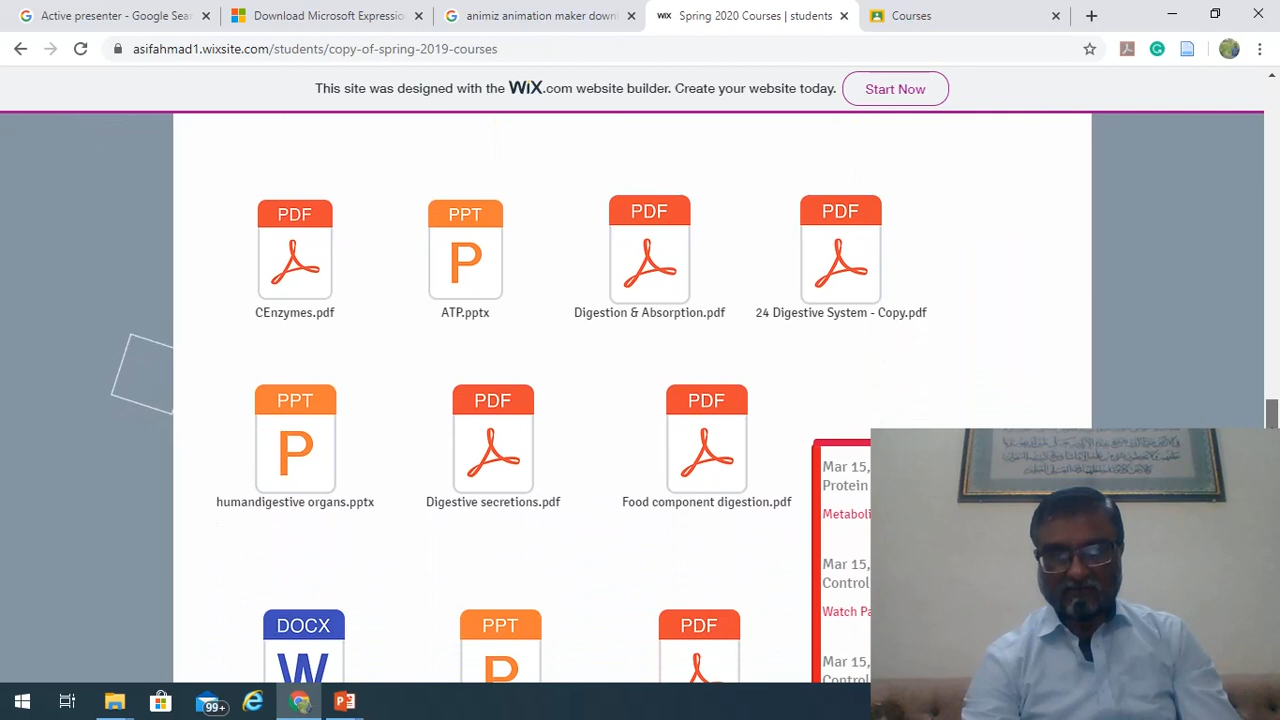 Active presenter - Google Sea
Download Microsoft Expressio
animiz animation maker downl
WiX Spring 2020 Courses | students
Courses
asifahmad1.wixsite.com/students/copy-of-spring-2019-courses
This site was designed with the WiX.com website builder. Create your website today.
Start Now
PDF
PPT
PDF
PDF
P
CEnzymes.pdf
ATP.pptx
Digestion & Absorption.pdf
24 Digestive System - Copy.pdf
PPT
PDF
PDF
P
humandigestive organs.pptx
Digestive secretions.pdf
Food component digestion.pdf
Mar 15,
Protein
Metaboli
Mar 15,
Control
Watch Pa
Mar 15,
Control
DOCX
PPT
PDF
W
P
99+